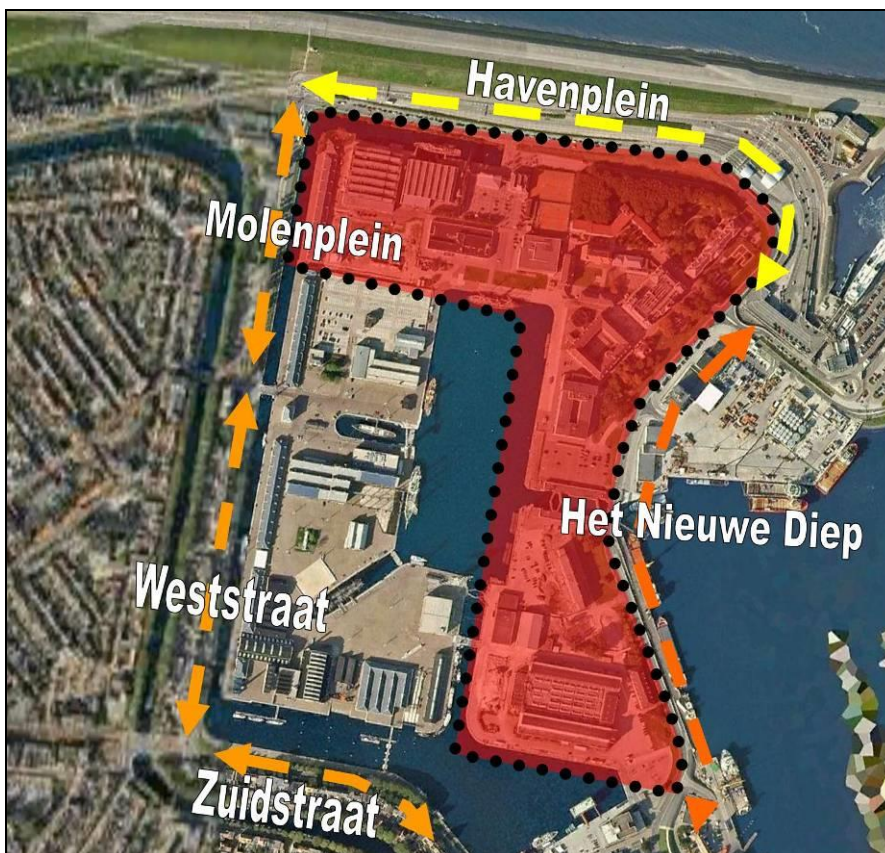 Havenplein
Molenplein
Het Nieuwe Diep
Weststraat
Zuidstraat